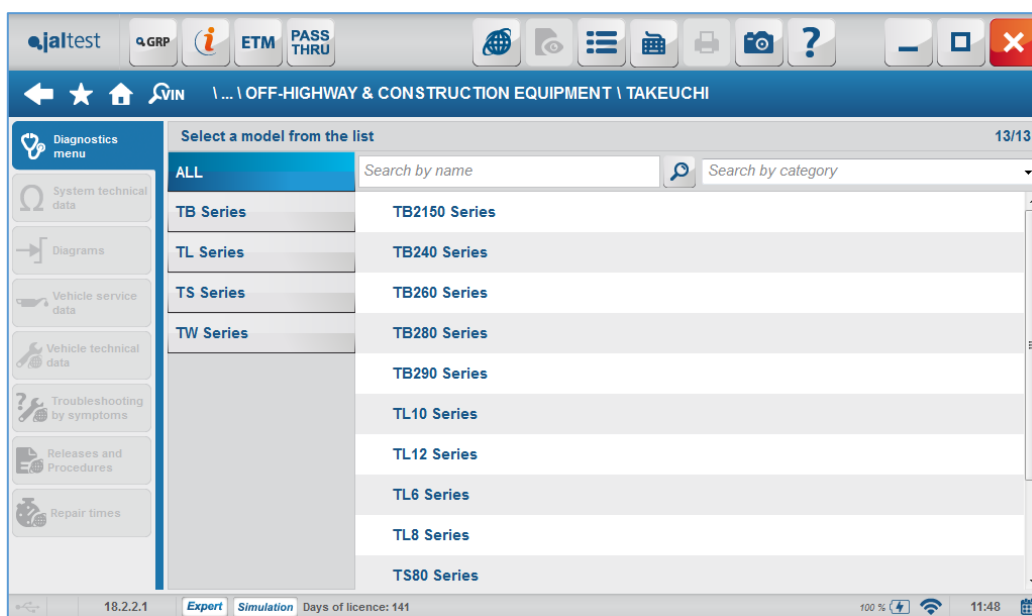 jaltest GRP i ETM PASS THRU ?
VIN \ ... \ OFF-HIGHWAY & CONSTRUCTION EQUIPMENT \ TAKEUCHI
Diagnostics menu
System technical data
Diagrams
Vehicle service data
Vehicle technical data
Troubleshooting by symptoms
Releases and Procedures
Repair times
Select a model from the list 13/13
ALL
TB Series
TL Series
TS Series
TW Series
Search by name Search by category
TB2150 Series
TB240 Series
TB260 Series
TB280 Series
TB290 Series
TL10 Series
TL12 Series
TL6 Series
TL8 Series
TS80 Series
18.2.2.1 Expert Simulation Days of licence: 141 100 % 11:48